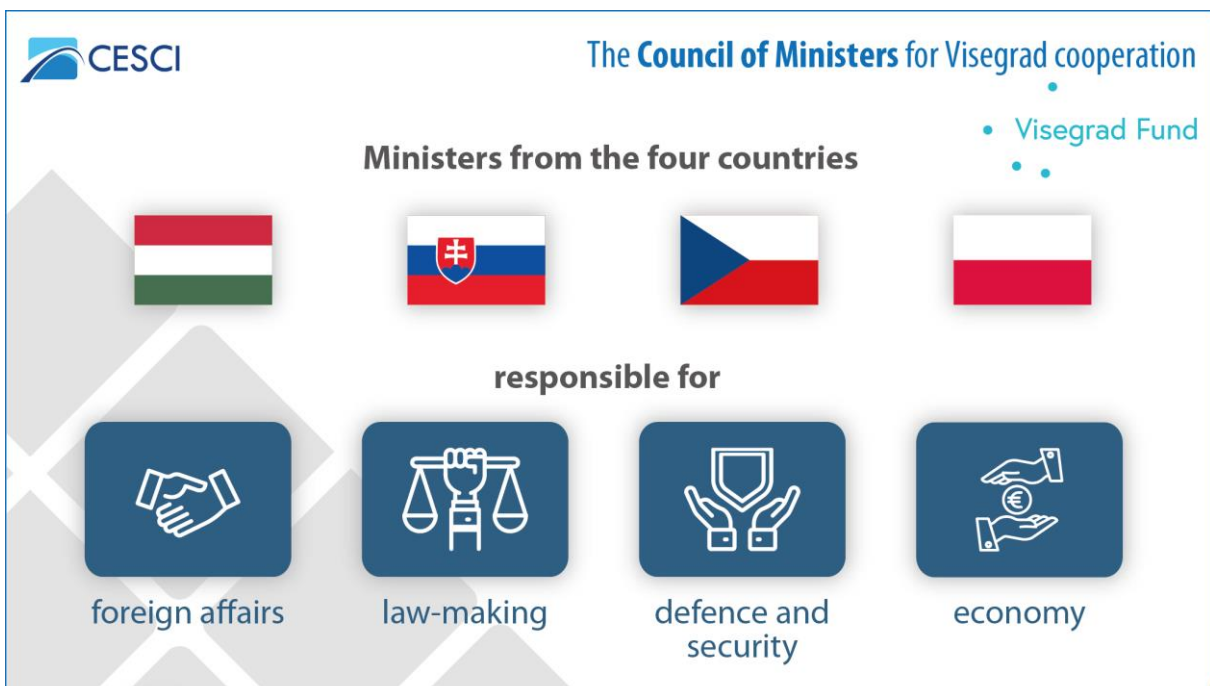 CESCI
The Council of Ministers for Visegrad cooperation
Visegrad Fund
Ministers from the four countries
responsible for
foreign affairs
law-making
defence and
security
economy